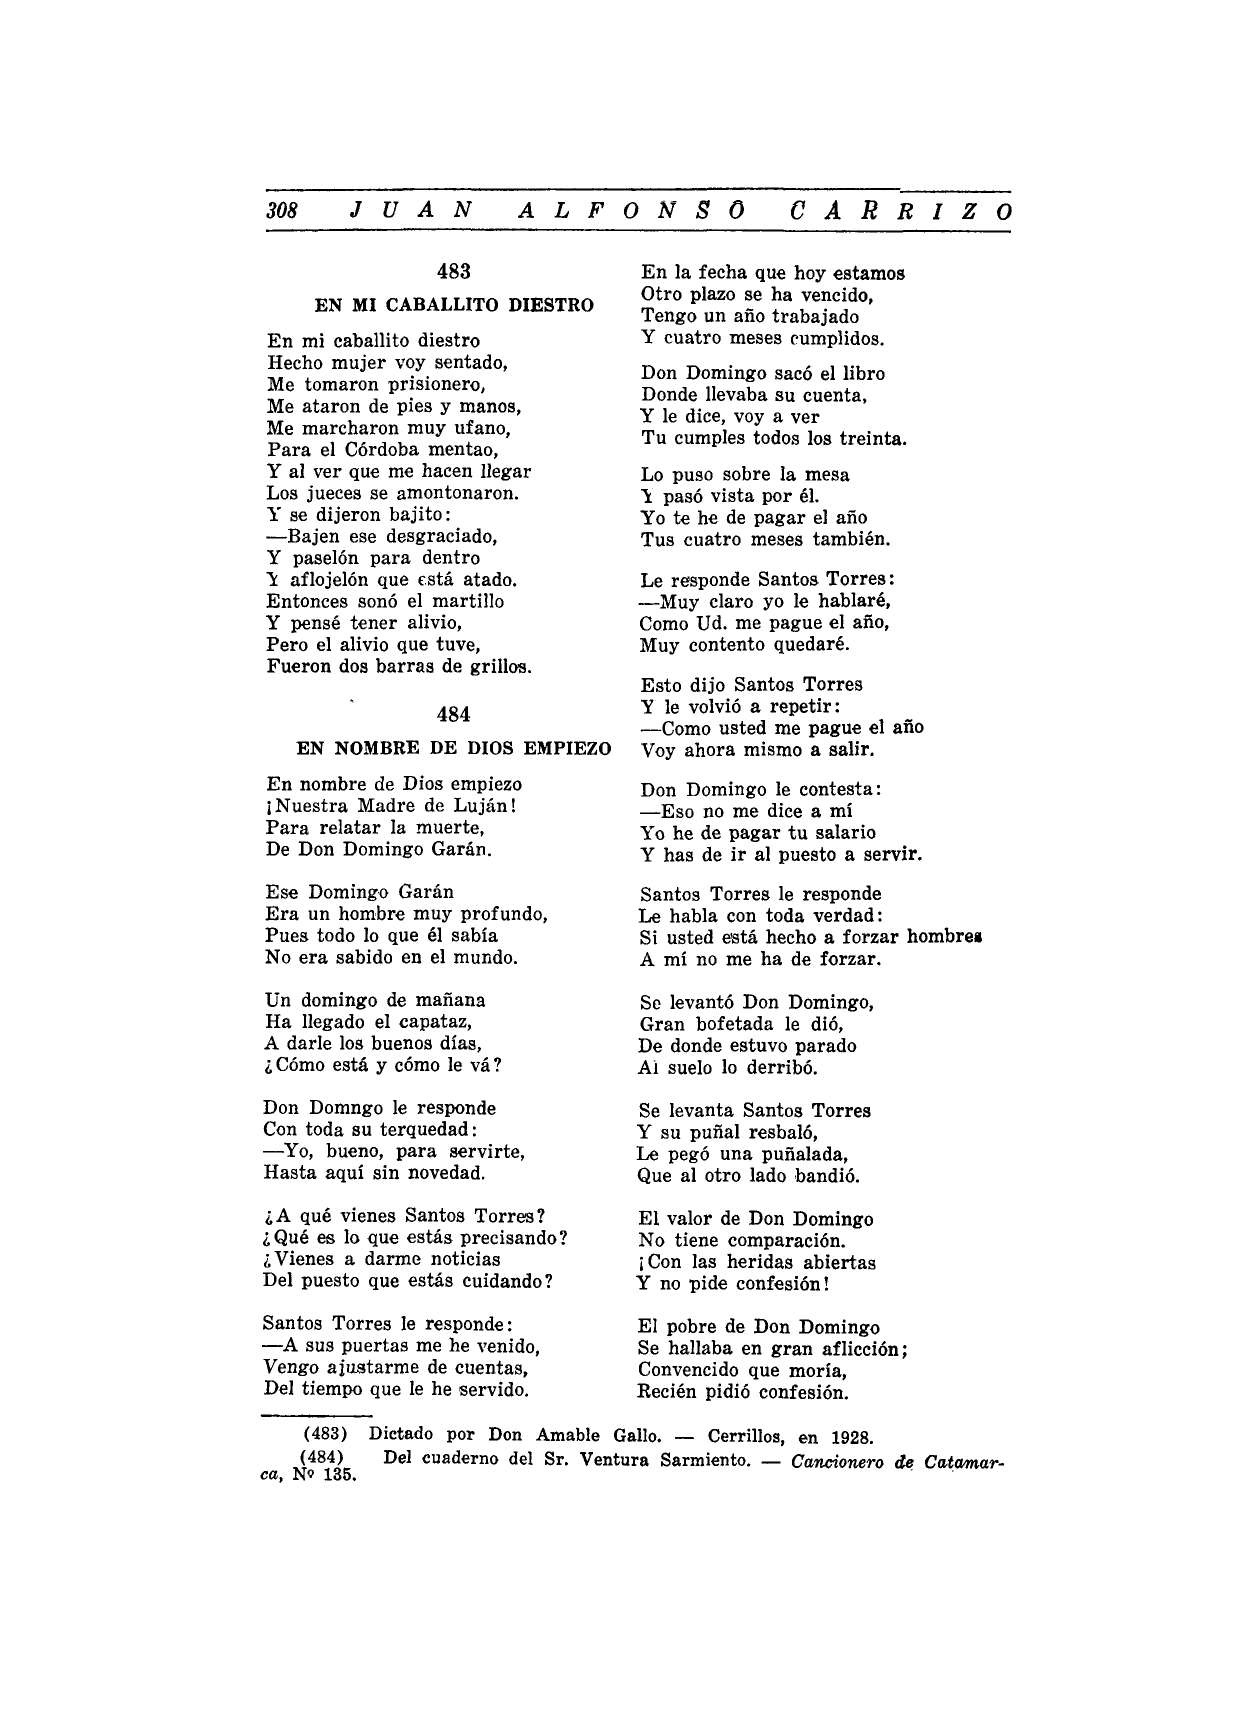 308 JUAN ALFONSO CARRIZO
483
EN MI CABALLITO DIESTRO
En mi caballito diestro
Hecho mujer voy sentado,
Me tomaron prisionero,
Me ataron de pies y manos,
Me marcharon muy ufano,
Para el Córdoba mentao,
Y al ver que me hacen llegar
Los jueces se amontonaron.
Y se dijeron bajito:
—Bajen ese desgraciado,
Y paselón para dentro
Y aflojelón que está atado.
Entonces sonó el martillo
Y pensé tener alivio,
Pero el alivio que tuve,
Fueron dos barras de grillos.
484
EN NOMBRE DE DIOS EMPIEZO
En nombre de Dios empiezo
¡Nuestra Madre de Luján!
Para relatar la muerte,
De Don Domingo Garán.
Ese Domingo Garán
Era un hombre muy profundo,
Pues todo lo que él sabía
No era sabido en el mundo.
Un domingo de mañana
Ha llegado el capataz,
A darle los buenos días,
¿Cómo está y cómo le vá?
Don Domngo le responde
Con toda su terquedad:
—Yo, bueno, para servirte,
Hasta aquí sin novedad.
¿A qué vienes Santos Torres?
¿Qué es lo que estás precisando?
¿Vienes a darme noticias
Del puesto que estás cuidando?
Santos Torres le responde:
—A sus puertas me he venido,
Vengo ajustarme de cuentas,
Del tiempo que le he servido.
En la fecha que hoy estamos
Otro plazo se ha vencido,
Tengo un año trabajado
Y cuatro meses cumplidos.
Don Domingo sacó el libro
Donde llevaba su cuenta,
Y le dice, voy a ver
Tu cumples todos los treinta.
Lo puso sobre la mesa
Y pasó vista por él.
Yo te he de pagar el año
Tus cuatro meses también.
Le responde Santos Torres:
—Muy claro yo le hablaré,
Como Ud. me pague el año,
Muy contento quedaré.
Esto dijo Santos Torres
Y le volvió a repetir:
—Como usted me pague el año
Voy ahora mismo a salir.
Don Domingo le contesta:
—Eso no me dice a mí
Yo he de pagar tu salario
Y has de ir al puesto a servir.
Santos Torres le responde
Le habla con toda verdad:
Si usted está hecho a forzar hombres
A mí no me ha de forzar.
Se levantó Don Domingo,
Gran bofetada le dió,
De donde estuvo parado
Al suelo lo derribó.
Se levanta Santos Torres
Y su puñal resbaló,
Le pegó una puñalada,
Que al otro lado bandió.
El valor de Don Domingo
No tiene comparación.
¡Con las heridas abiertas
Y no pide confesión!
El pobre de Don Domingo
Se hallaba en gran aflicción;
Convencido que moría,
Recién pidió confesión.
(483) Dictado por Don Amable Gallo. — Cerrillos, en 1928.
(484) Del cuaderno del Sr. Ventura Sarmiento. — Cancionero de Catamar-
ca, Nº 135.